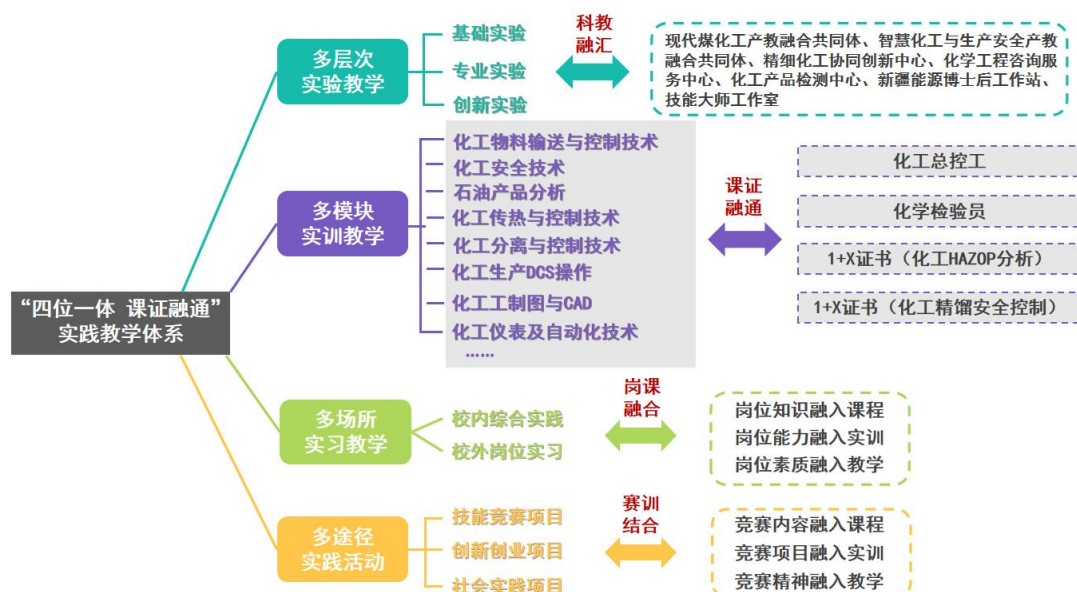 “四位一体 课证融通”
实践教学体系
多层次
实验教学
基础实验
专业实验
创新实验
科教
融汇
现代煤化工产教融合共同体、智慧化工与生产安全产教
融合共同体、精细化工协同创新中心、化学工程咨询服
务中心、化工产品检测中心、新疆能源博士后工作站、
技能大师工作室
多模块
实训教学
化工物料输送与控制技术
化工安全技术
石油产品分析
化工传热与控制技术
化工分离与控制技术
化工生产DCS操作
化工工制图与CAD
化工仪表及自动化技术
……
课证
融通
化工总控工
化学检验员
1+X证书（化工HAZOP分析）
1+X证书（化工精馏安全控制）
多场所
实习教学
校内综合实践
校外岗位实习
岗课
融合
岗位知识融入课程
岗位能力融入实训
岗位素质融入教学
多途径
实践活动
技能竞赛项目
创新创业项目
社会实践项目
赛训
结合
竞赛内容融入课程
竞赛项目融入实训
竞赛精神融入教学